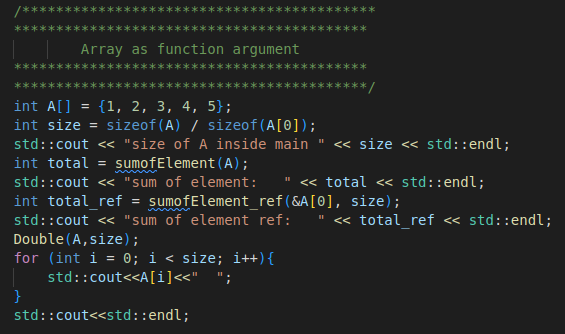 /******************************************
******************************************
Array as function argument
******************************************
******************************************/
int A[] = {1, 2, 3, 4, 5};
int size = sizeof(A) / sizeof(A[0]);
std::cout << "size of A inside main " << size << std::endl;
int total = sumofElement(A);
std::cout << "sum of element:   " << total << std::endl;
int total_ref = sumofElement_ref(&A[0], size);
std::cout << "sum of element ref:   " << total_ref << std::endl;
Double(A,size);
for (int i = 0; i < size; i++){
    std::cout<<A[i]<<"  ";
}
std::cout<<std::endl;